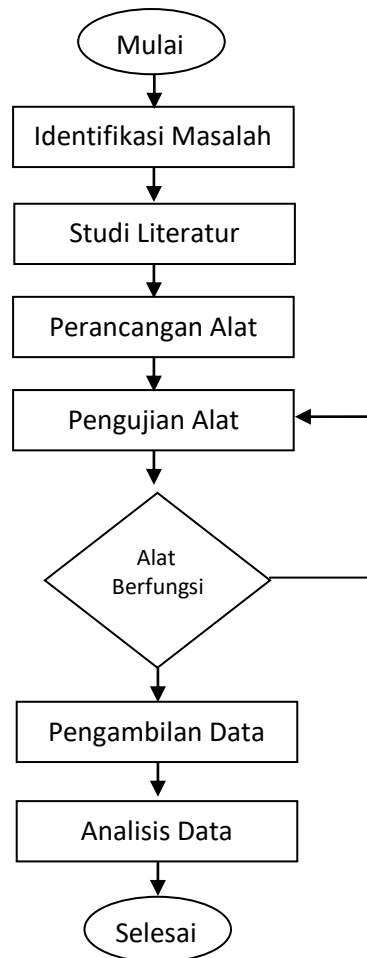 Mulai
Identifikasi Masalah
Studi Literatur
Perancangan Alat
Pengujian Alat
Alat
Berfungsi
Pengambilan Data
Analisis Data
Selesai